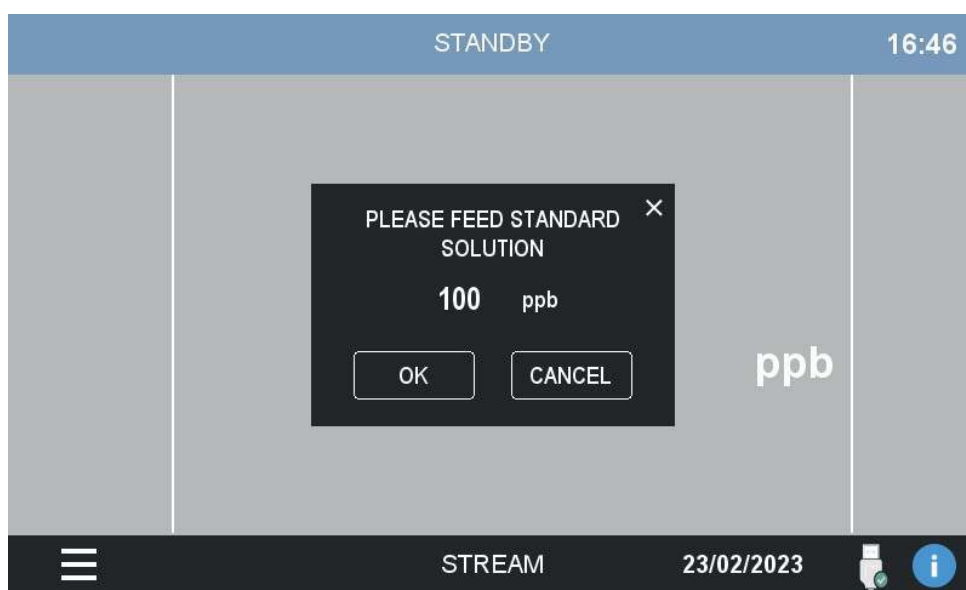 STANDBY
16:46
PLEASE FEED STANDARD
SOLUTION
100 ppb
OK
CANCEL
ppb
STREAM
23/02/2023
i